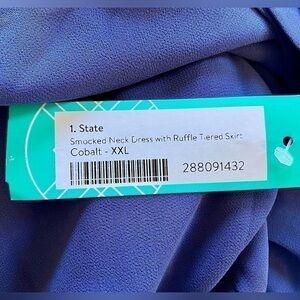 1. State
Smocked Neck Dress with Ruffle Tiered Skirt
Cobalt - XXL
288091432